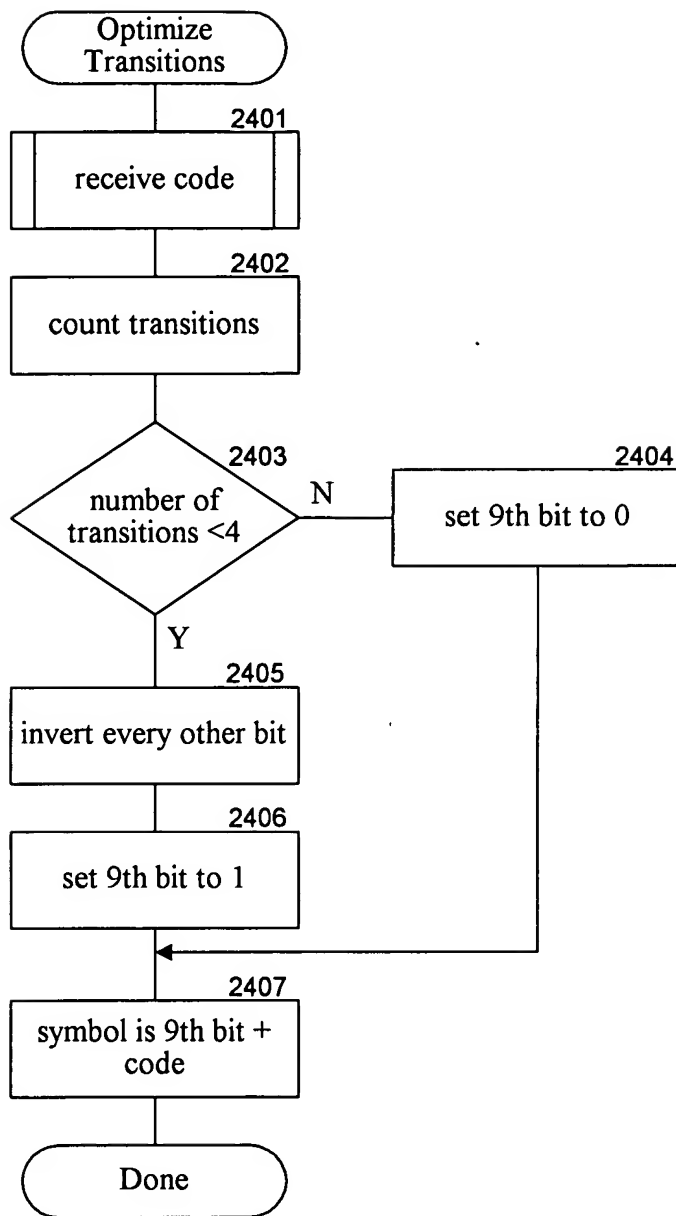 Optimize
Transitions
2401
receive code
2402
count transitions
2403
number of
transitions <4
N
2404
set 9th bit to 0
Y
2405
invert every other bit
2406
set 9th bit to 1
2407
symbol is 9th bit +
code
Done